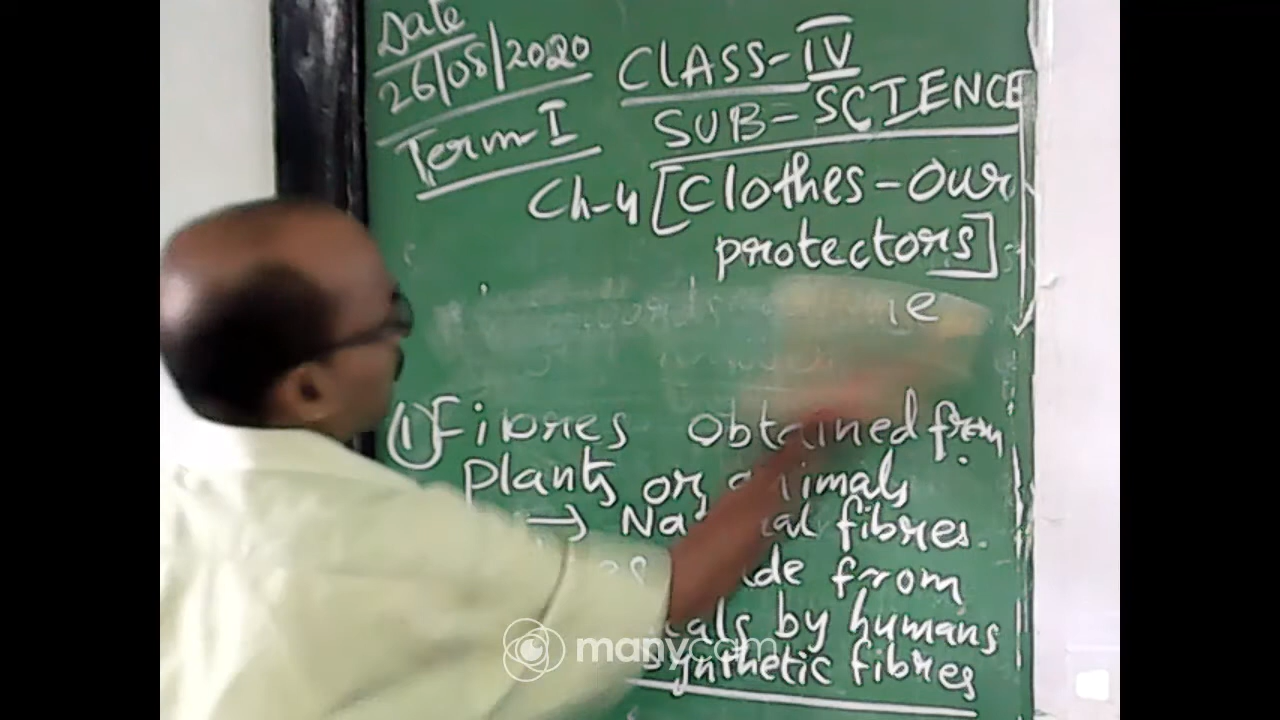 Date
26/08/2020
Term-I
CLASS-IV
SUB-SCIENCE
Ch-4 [Clothes-Our
protectors]
(1) Fibres obtained from
Plants or animals
→ Natural fibres.
made from
by humans
synthetic fibres
manycam